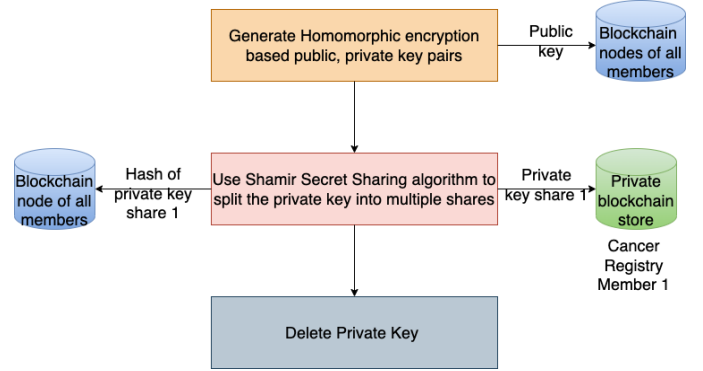 Generate Homomorphic encryption
based public, private key pairs
Public
key
Blockchain
nodes of all
members
Blockchain
node of all
members
Hash of
private key
share 1
Use Shamir Secret Sharing algorithm to
split the private key into multiple shares
Private
key share 1
Private
blockchain
store
Cancer
Registry
Member 1
Delete Private Key